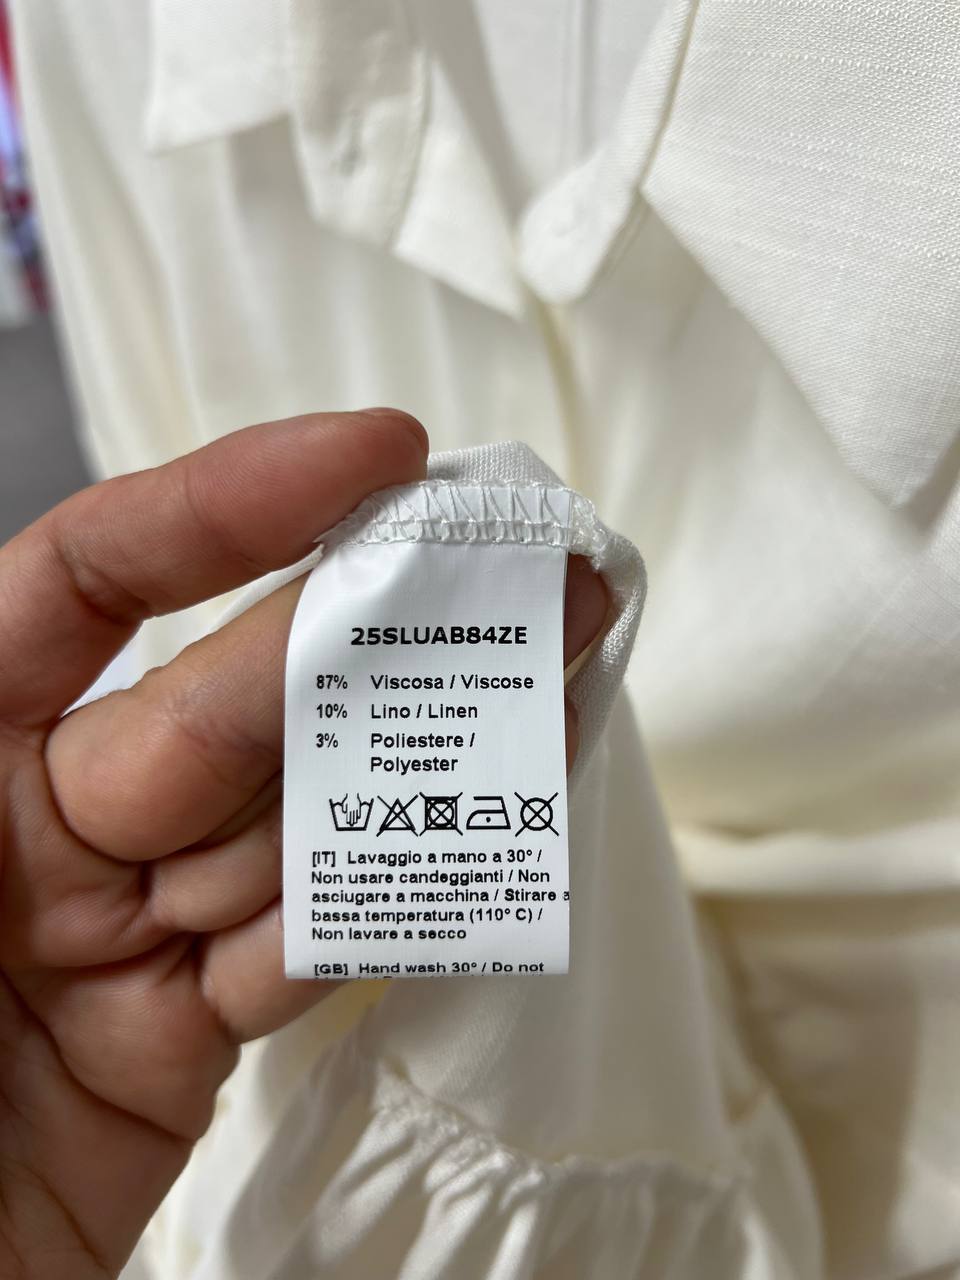 25SLUAB84ZE
87% Viscosa / Viscose
10% Lino / Linen
3% Poliestere /
Polyester
[IT] Lavaggio a mano a 30° /
Non usare candeggianti / Non
asciugare a macchina / Stirare a
bassa temperatura (110° C) /
Non lavare a secco
[GB] Hand wash 30° / Do not